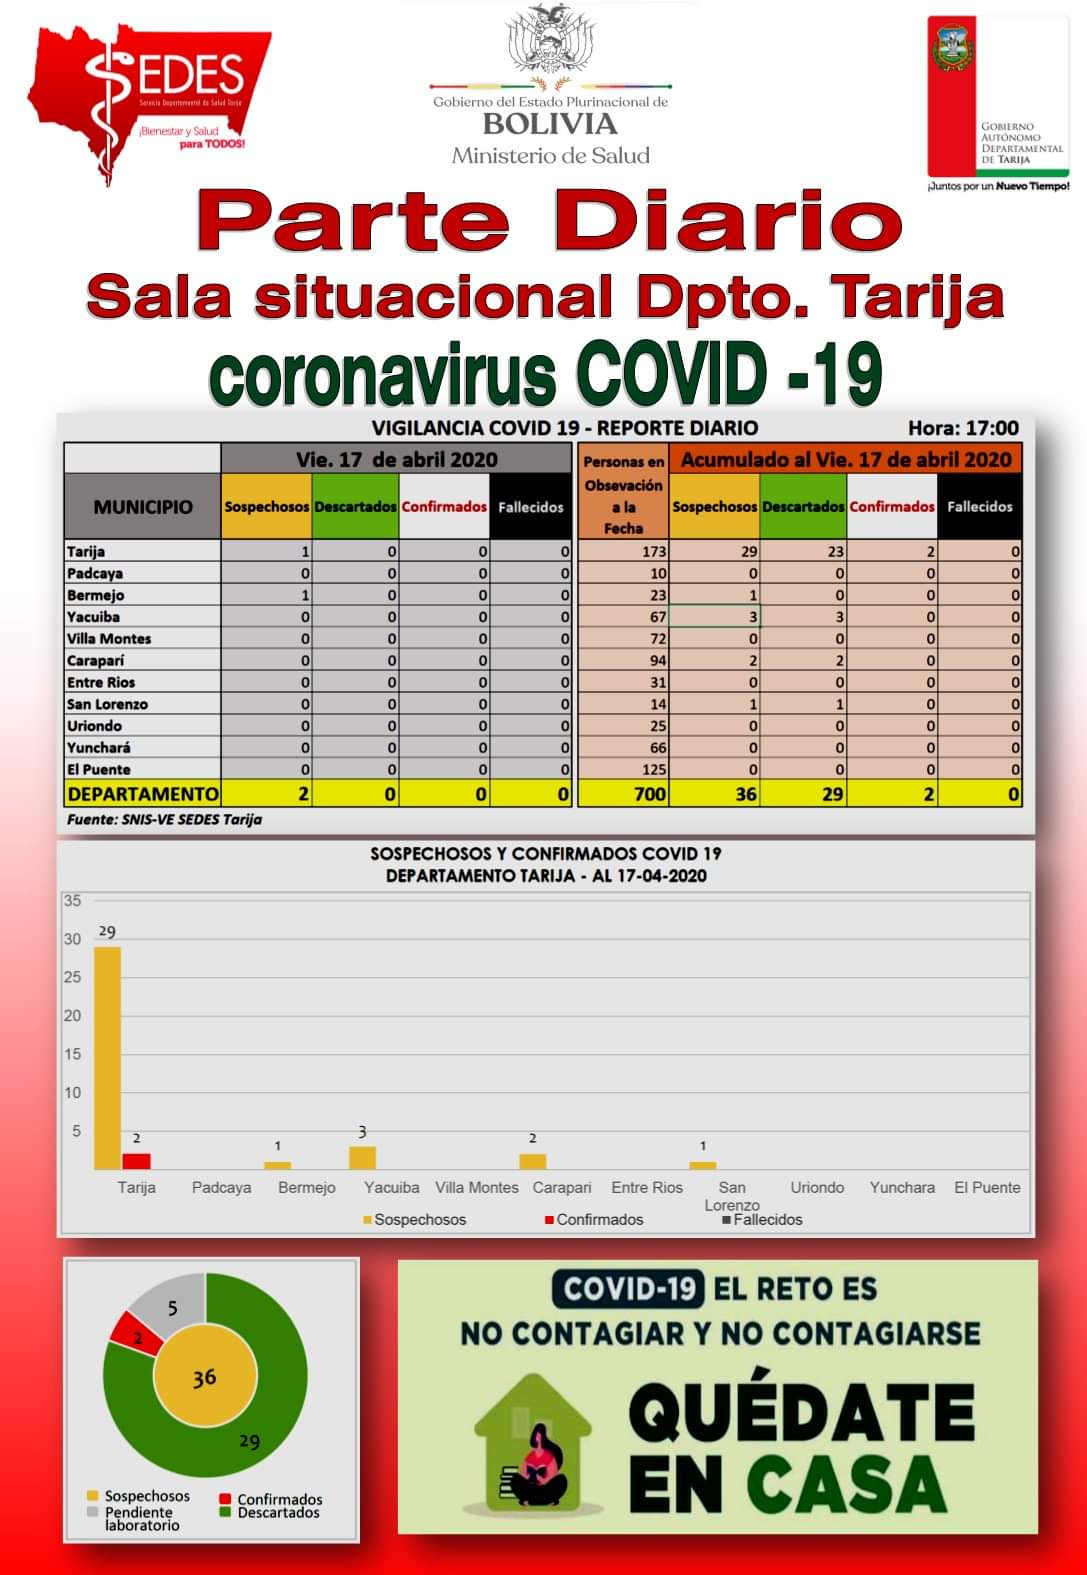 SEDES
Servicio Departamental de Salud Tarija
¡Bienestar y Salud
para TODOS!
Gobierno del Estado Plurinacional de
BOLIVIA
Ministerio de Salud
GOBIERNO
AUTÓNOMO
DEPARTAMENTAL
DE TARIJA
¡Juntos por un Nuevo Tiempo!
Parte Diario
Sala situacional Dpto. Tarija
coronavirus COVID -19
VIGILANCIA COVID 19 - REPORTE DIARIO Hora: 17:00
Vie. 17 de abril 2020 Personas en Obsevación a la Fecha Acumulado al Vie. 17 de abril 2020
MUNICIPIO Sospechosos Descartados Confirmados Fallecidos Sospechosos Descartados Confirmados Fallecidos
Tarija 1 0 0 0 173 29 23 2 0
Padcaya 0 0 0 0 10 0 0 0 0
Bermejo 1 0 0 0 23 1 0 0 0
Yacuiba 0 0 0 0 67 3 3 0 0
Villa Montes 0 0 0 0 72 0 0 0 0
Caraparí 0 0 0 0 94 2 2 0 0
Entre Rios 0 0 0 0 31 0 0 0 0
San Lorenzo 0 0 0 0 14 1 1 0 0
Uriondo 0 0 0 0 25 0 0 0 0
Yunchará 0 0 0 0 66 0 0 0 0
El Puente 0 0 0 0 125 0 0 0 0
DEPARTAMENTO 2 0 0 0 700 36 29 2 0
Fuente: SNIS-VE SEDES Tarija
SOSPECHOSOS Y CONFIRMADOS COVID 19
DEPARTAMENTO TARIJA - AL 17-04-2020
35
30
25
20
15
10
5
29
2
1
3
2
1
Tarija Padcaya Bermejo Yacuiba Villa Montes Carapari Entre Rios San Lorenzo Uriondo Yunchara El Puente
Sospechosos Confirmados Fallecidos
5
2
36
29
Sospechosos Confirmados
Pendiente laboratorio Descartados
COVID-19 EL RETO ES
NO CONTAGIAR Y NO CONTAGIARSE
QUÉDATE
EN CASA